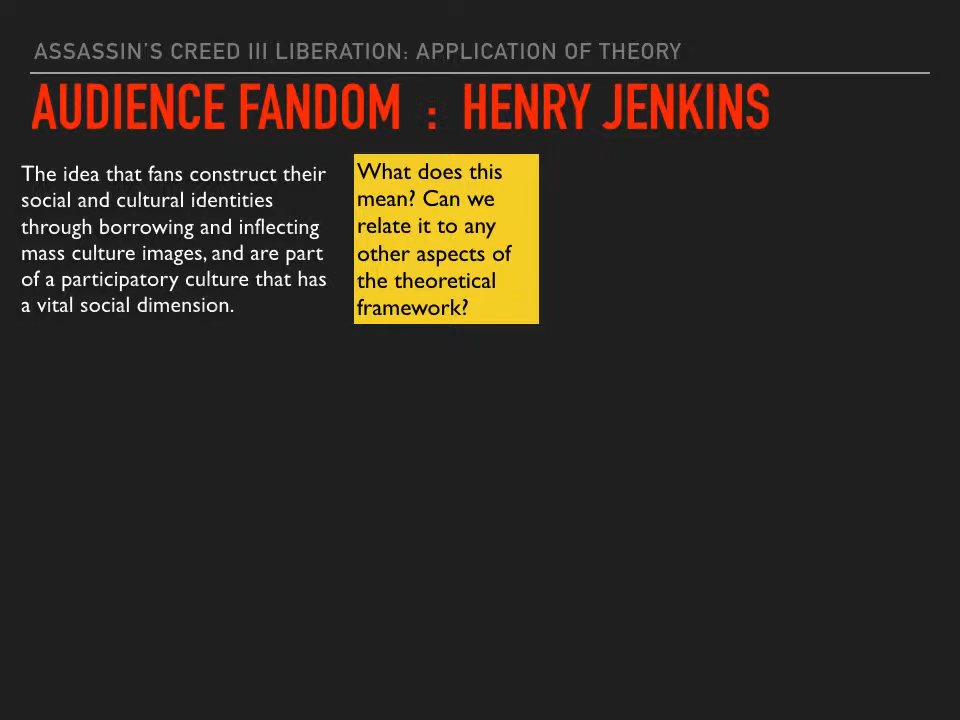 ASSASSIN'S CREED III LIBERATION: APPLICATION OF THEORY
AUDIENCE FANDOM : HENRY JENKINS
The idea that fans construct their
social and cultural identities
through borrowing and inflecting
mass culture images, and are part
of a participatory culture that has
a vital social dimension.
What does this
mean? Can we
relate it to any
other aspects of
the theoretical
framework?